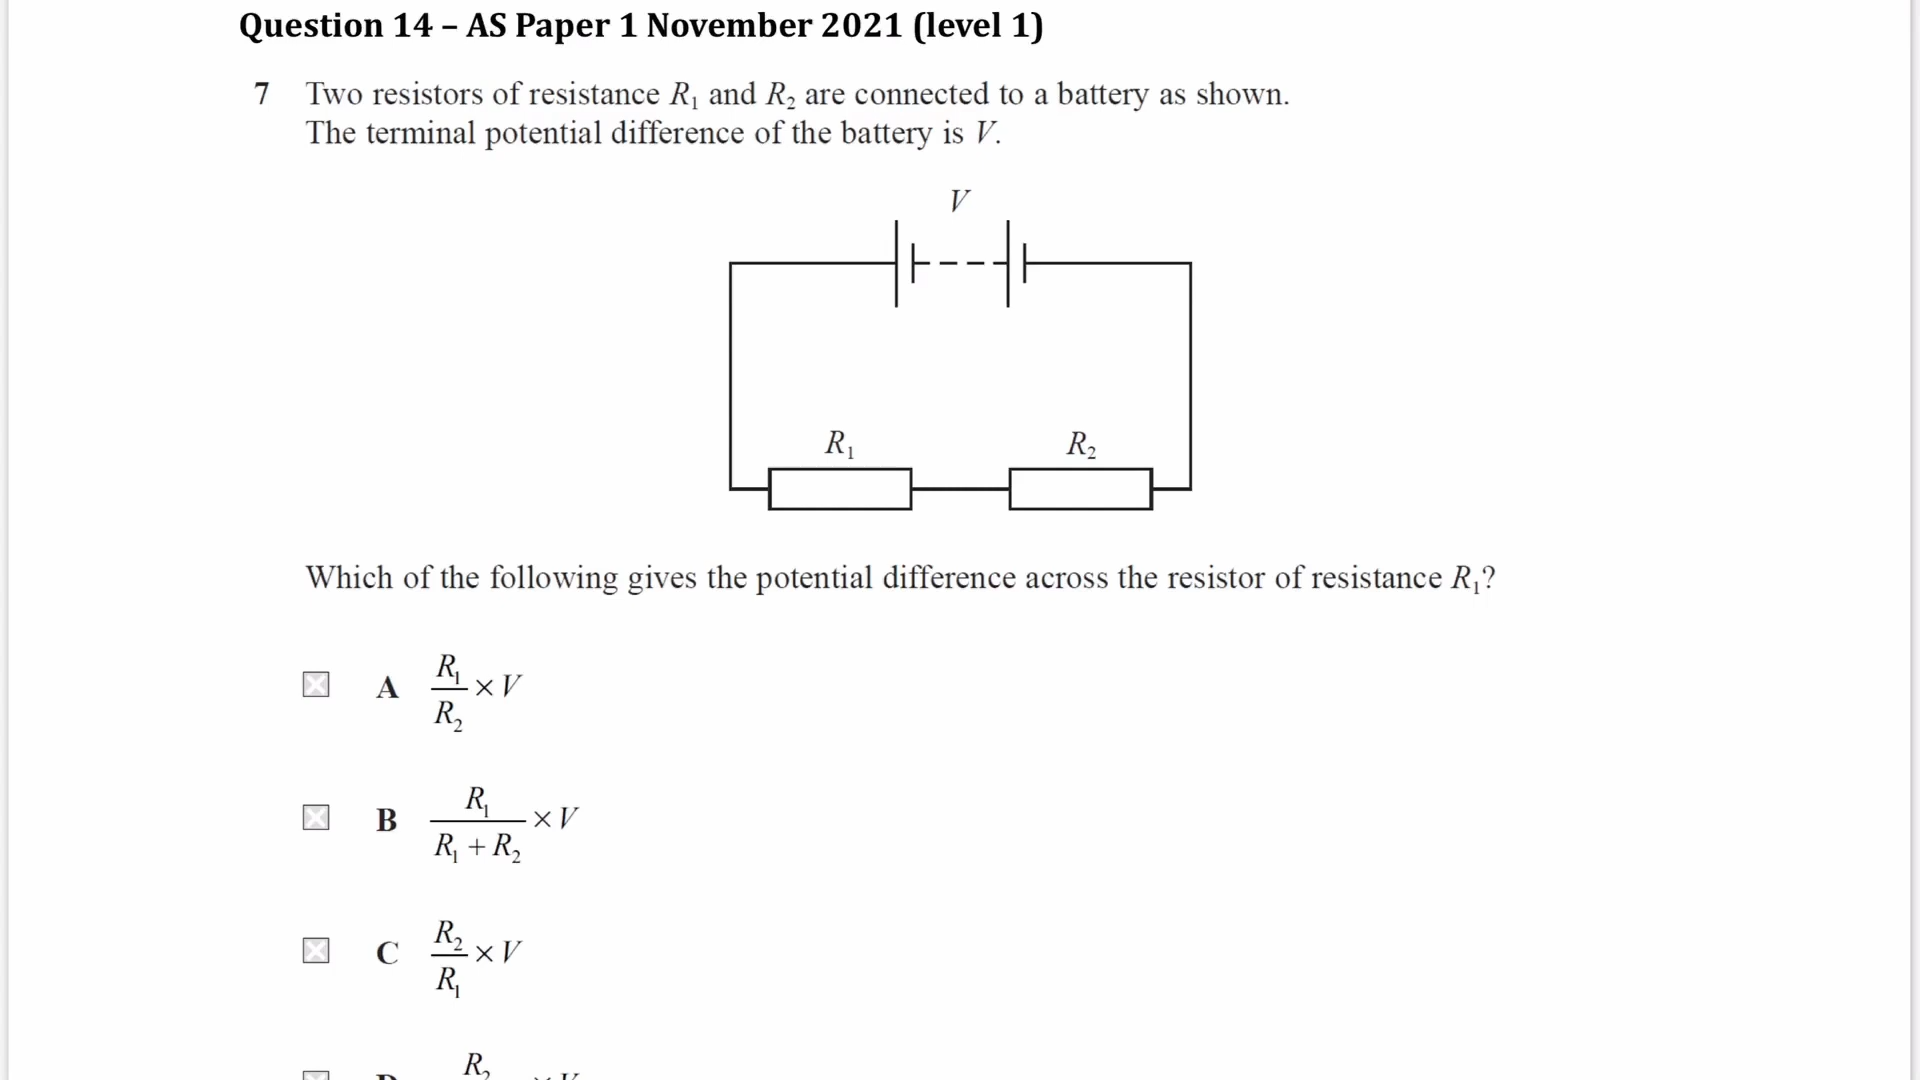 Question 14 – AS Paper 1 November 2021 (level 1)
7 Two resistors of resistance R₁ and R₂ are connected to a battery as shown.
The terminal potential difference of the battery is V.
V
R₁ R₂
Which of the following gives the potential difference across the resistor of resistance R₁?
A R₁/R₂ × V
B R₁/(R₁ + R₂) × V
C R₂/R₁ × V
D R₂ × V